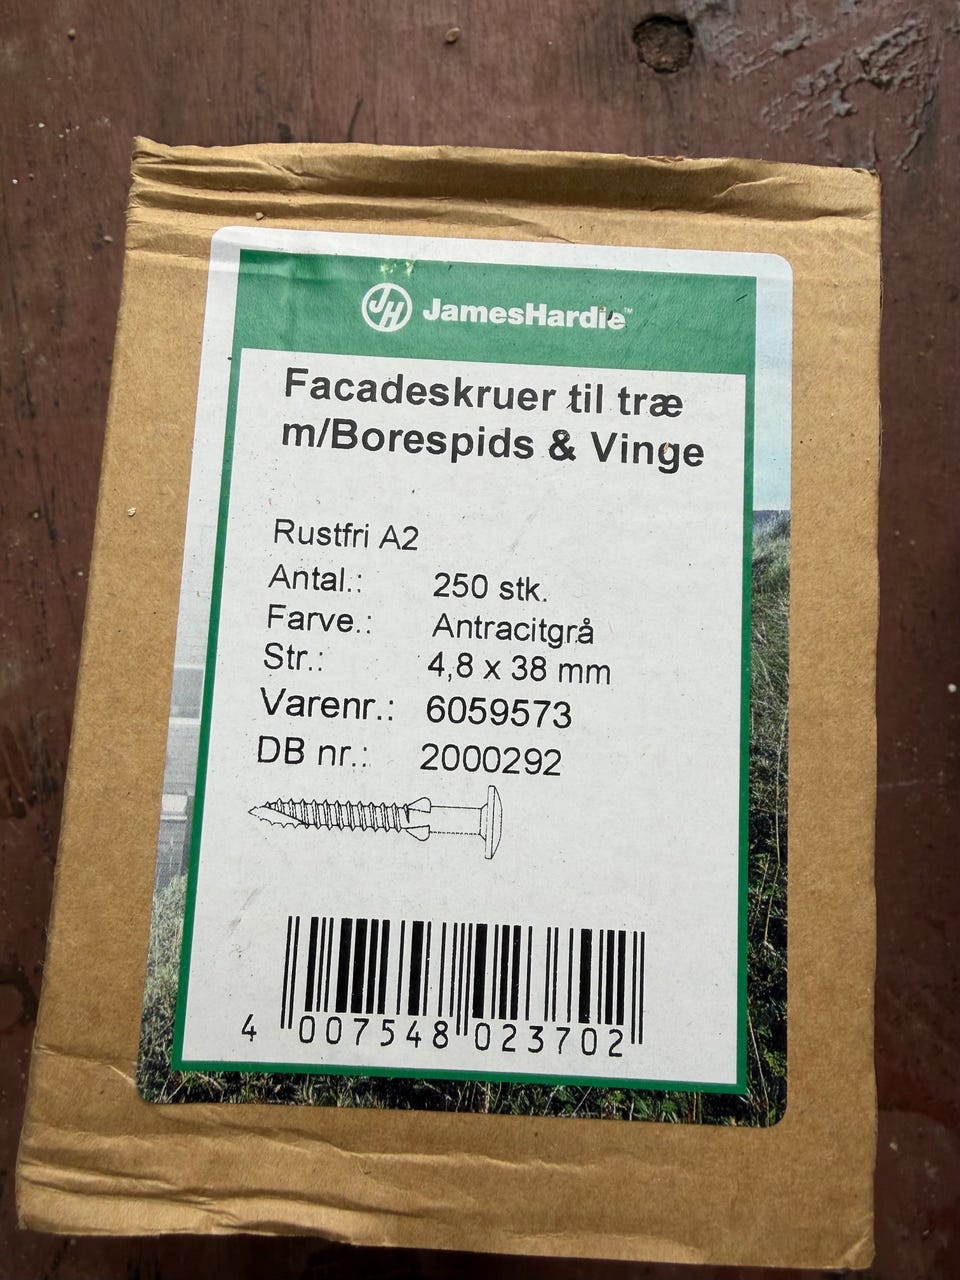 JH JamesHardie™
Facadeskruer til træ
m/Borespids & Vinge
Rustfri A2
Antal.: 250 stk.
Farve.: Antracitgrå
Str.: 4,8 x 38 mm
Varenr.: 6059573
DB nr.: 2000292
4 007548 023702